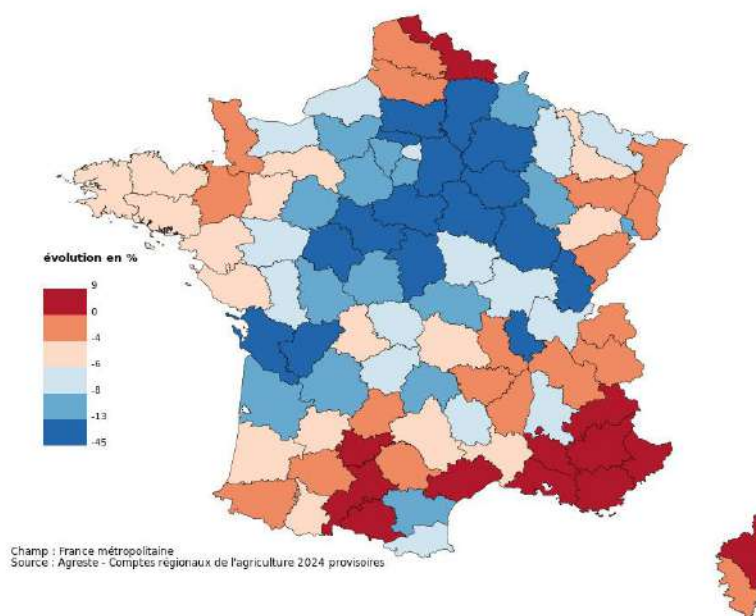 évolution en %
9
0
-4
-6
-8
-13
-45
Champ : France métropolitaine
Source : Agreste - Comptes régionaux de l'agriculture 2024 provisoires